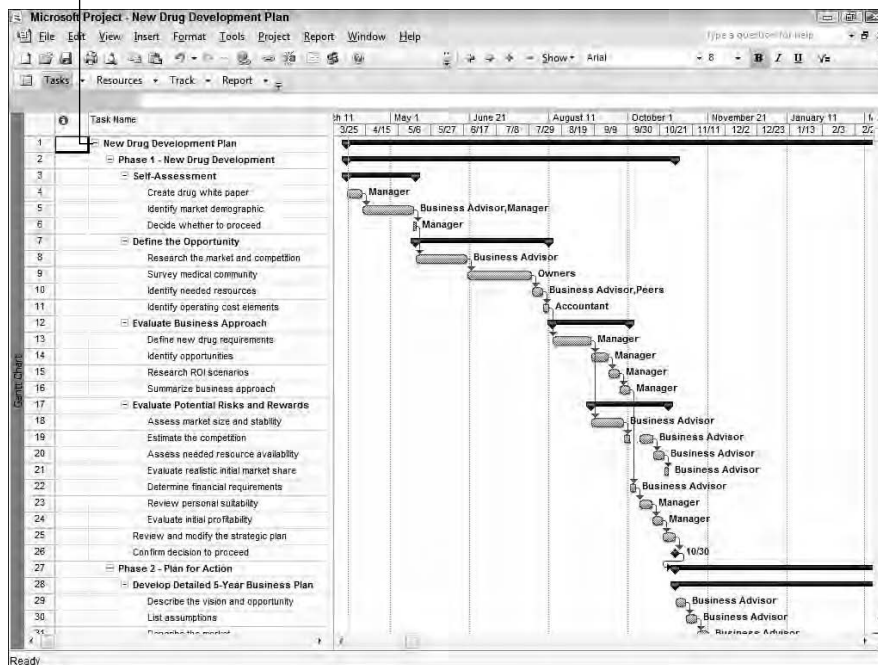 Microsoft Project - New Drug Development Plan
File Edit View Insert Format Tools Project Report Window Help
Type a question for help
Show Arial 8 B I U
Tasks Resources Track Report
Task Name
h 11 May 1 June 21 August 11 October 1 November 21 January 11
3/25 4/15 5/6 5/27 6/17 7/8 7/29 8/19 9/9 9/30 10/21 11/11 12/2 12/23 1/13 2/3
1 New Drug Development Plan
2 Phase 1 - New Drug Development
3 Self-Assessment
4 Create drug white paper Manager
5 Identify market demographic Business Advisor,Manager
6 Decide whether to proceed Manager
7 Define the Opportunity
8 Research the market and competition Business Advisor
9 Survey medical community Owners
10 Identify needed resources Business Advisor,Peers
11 Identify operating cost elements Accountant
12 Evaluate Business Approach
13 Define new drug requirements Manager
14 Identify opportunities Manager
15 Research ROI scenarios Manager
16 Summarize business approach Manager
17 Evaluate Potential Risks and Rewards
18 Assess market size and stability Business Advisor
19 Estimate the competition Business Advisor
20 Assess needed resource availability Business Advisor
21 Evaluate realistic initial market share Business Advisor
22 Determine financial requirements Business Advisor
23 Review personal suitability Manager
24 Evaluate initial profitability Manager
25 Review and modify the strategic plan
26 Confirm decision to proceed 10/30
27 Phase 2 - Plan for Action
28 Develop Detailed 5-Year Business Plan
29 Describe the vision and opportunity Business Advisor
30 List assumptions Business Advisor
31 Describe the market Business Advisor
Gantt Chart
Ready